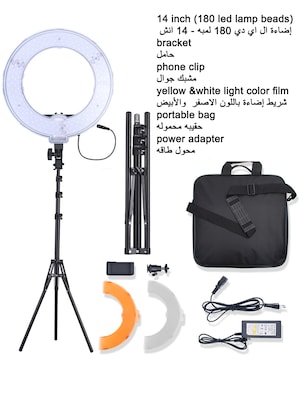 14 inch (180 led lamp beads)
إضاءة ال اي دي 180 لمبه - 14 انش
bracket
حامل
phone clip
مشبك جوال
yellow &white light color film
شريط إضاءة باللون الاصفر والأبيض
portable bag
حقيبه محموله
power adapter
محول طاقه